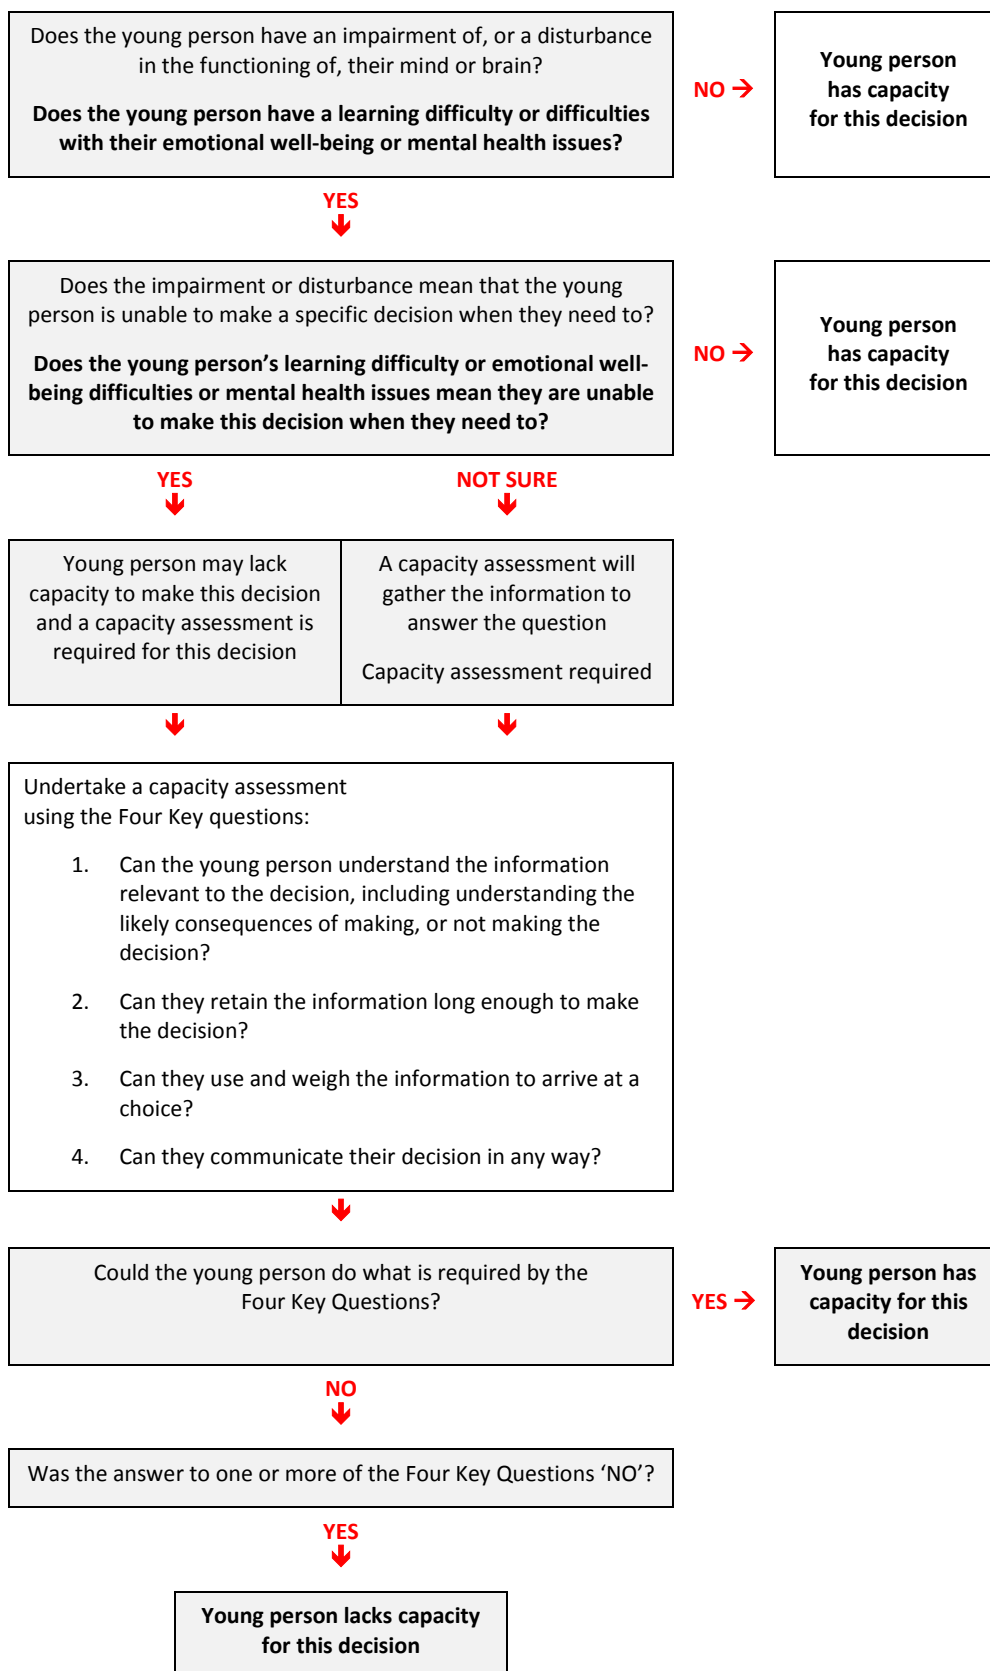 Does the young person have an impairment of, or a disturbance
in the functioning of, their mind or brain?
Does the young person have a learning difficulty or difficulties
with their emotional well-being or mental health issues?
NO →
Young person
has capacity
for this decision
YES
Does the impairment or disturbance mean that the young
person is unable to make a specific decision when they need to?
Does the young person’s learning difficulty or emotional well-
being difficulties or mental health issues mean they are unable
to make this decision when they need to?
NO →
Young person
has capacity
for this decision
YES
NOT SURE
Young person may lack
capacity to make this decision
and a capacity assessment is
required for this decision
A capacity assessment will
gather the information to
answer the question
Capacity assessment required
Undertake a capacity assessment
using the Four Key questions:
1. Can the young person understand the information
relevant to the decision, including understanding the
likely consequences of making, or not making the
decision?
2. Can they retain the information long enough to make
the decision?
3. Can they use and weigh the information to arrive at a
choice?
4. Can they communicate their decision in any way?
Could the young person do what is required by the
Four Key Questions?
YES →
Young person has
capacity for this
decision
NO
Was the answer to one or more of the Four Key Questions ‘NO’?
YES
Young person lacks capacity
for this decision